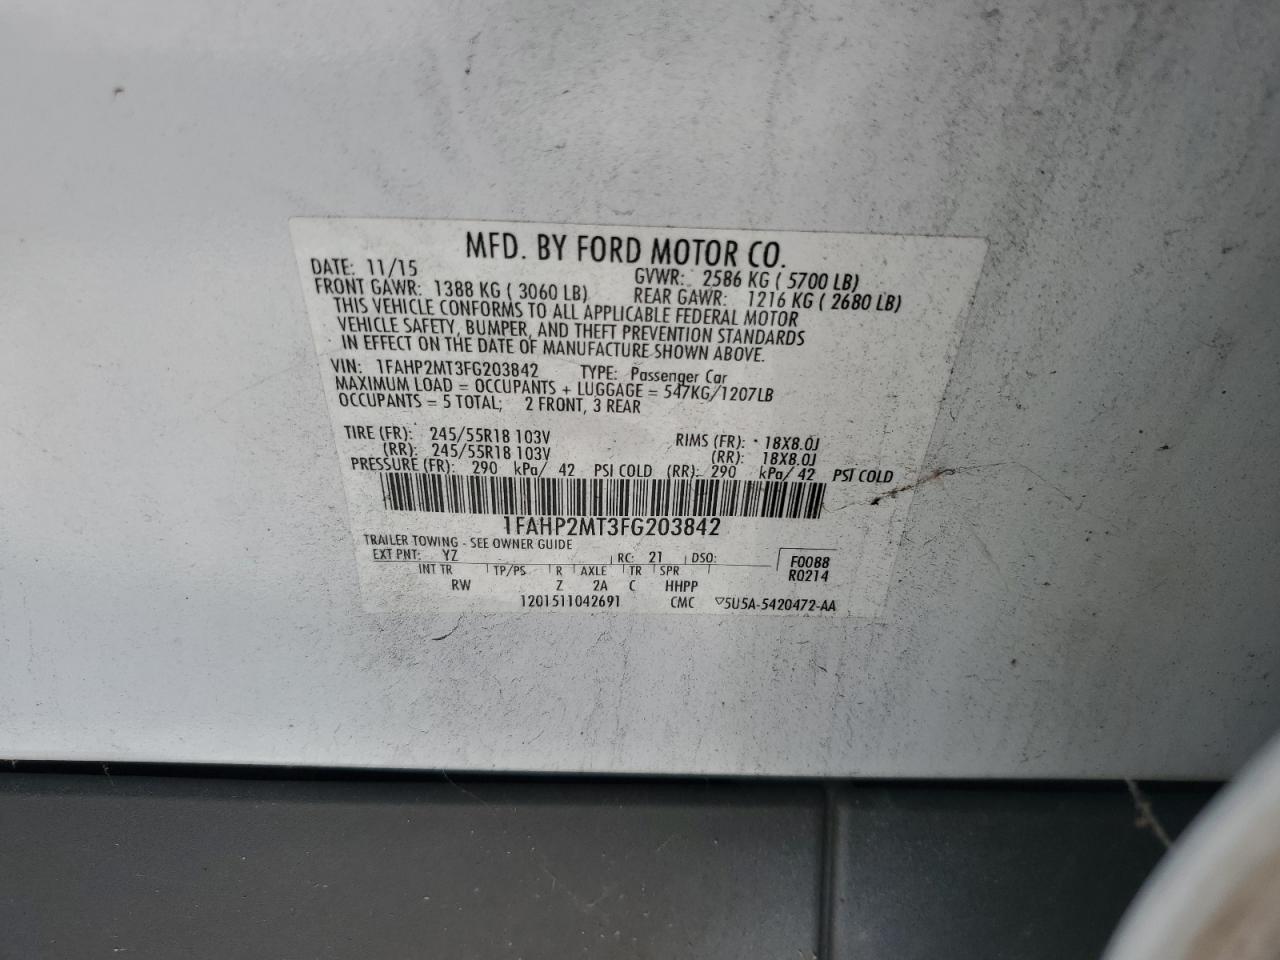 MFD. BY FORD MOTOR CO.
DATE: 11/15 GVWR: 2586 KG ( 5700 LB)
FRONT GAWR: 1388 KG ( 3060 LB) REAR GAWR: 1216 KG ( 2680 LB)
THIS VEHICLE CONFORMS TO ALL APPLICABLE FEDERAL MOTOR
VEHICLE SAFETY, BUMPER, AND THEFT PREVENTION STANDARDS
IN EFFECT ON THE DATE OF MANUFACTURE SHOWN ABOVE.
VIN: 1FAHP2MT3FG203842 TYPE: Passenger Car
MAXIMUM LOAD = OCCUPANTS + LUGGAGE = 547KG/1207LB
OCCUPANTS = 5 TOTAL; 2 FRONT, 3 REAR
TIRE (FR): 245/55R18 103V RIMS (FR): 18X8.0J
(RR): 245/55R18 103V (RR): 18X8.0J
PRESSURE (FR): 290 kPa/ 42 PSI COLD (RR): 290 kPa/ 42 PSI COLD
1FAHP2MT3FG203842
TRAILER TOWING - SEE OWNER GUIDE
EXT PNT: YZ RC: 21 DSO: F0088
INT TR TP/PS R AXLE TR SPR R0214
RW Z 2A C HHPP
1201511042691 CMC ▽5U5A-5420472-AA